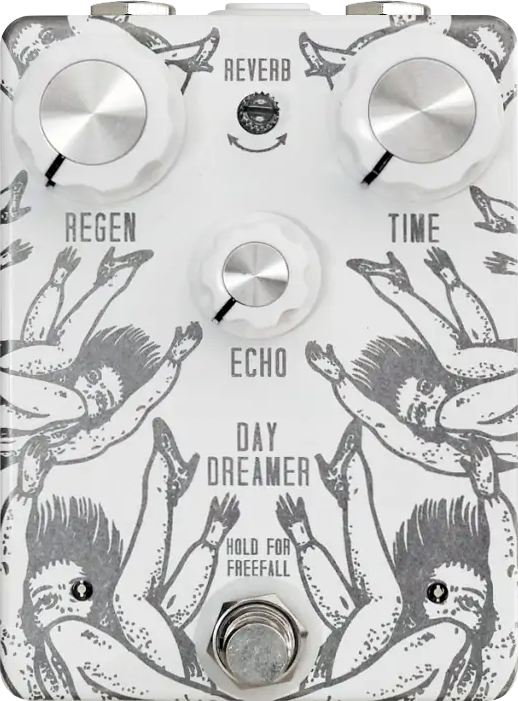 REVERB
REGEN
TIME
ECHO
DAY
DREAMER
HOLD FOR
FREEFALL